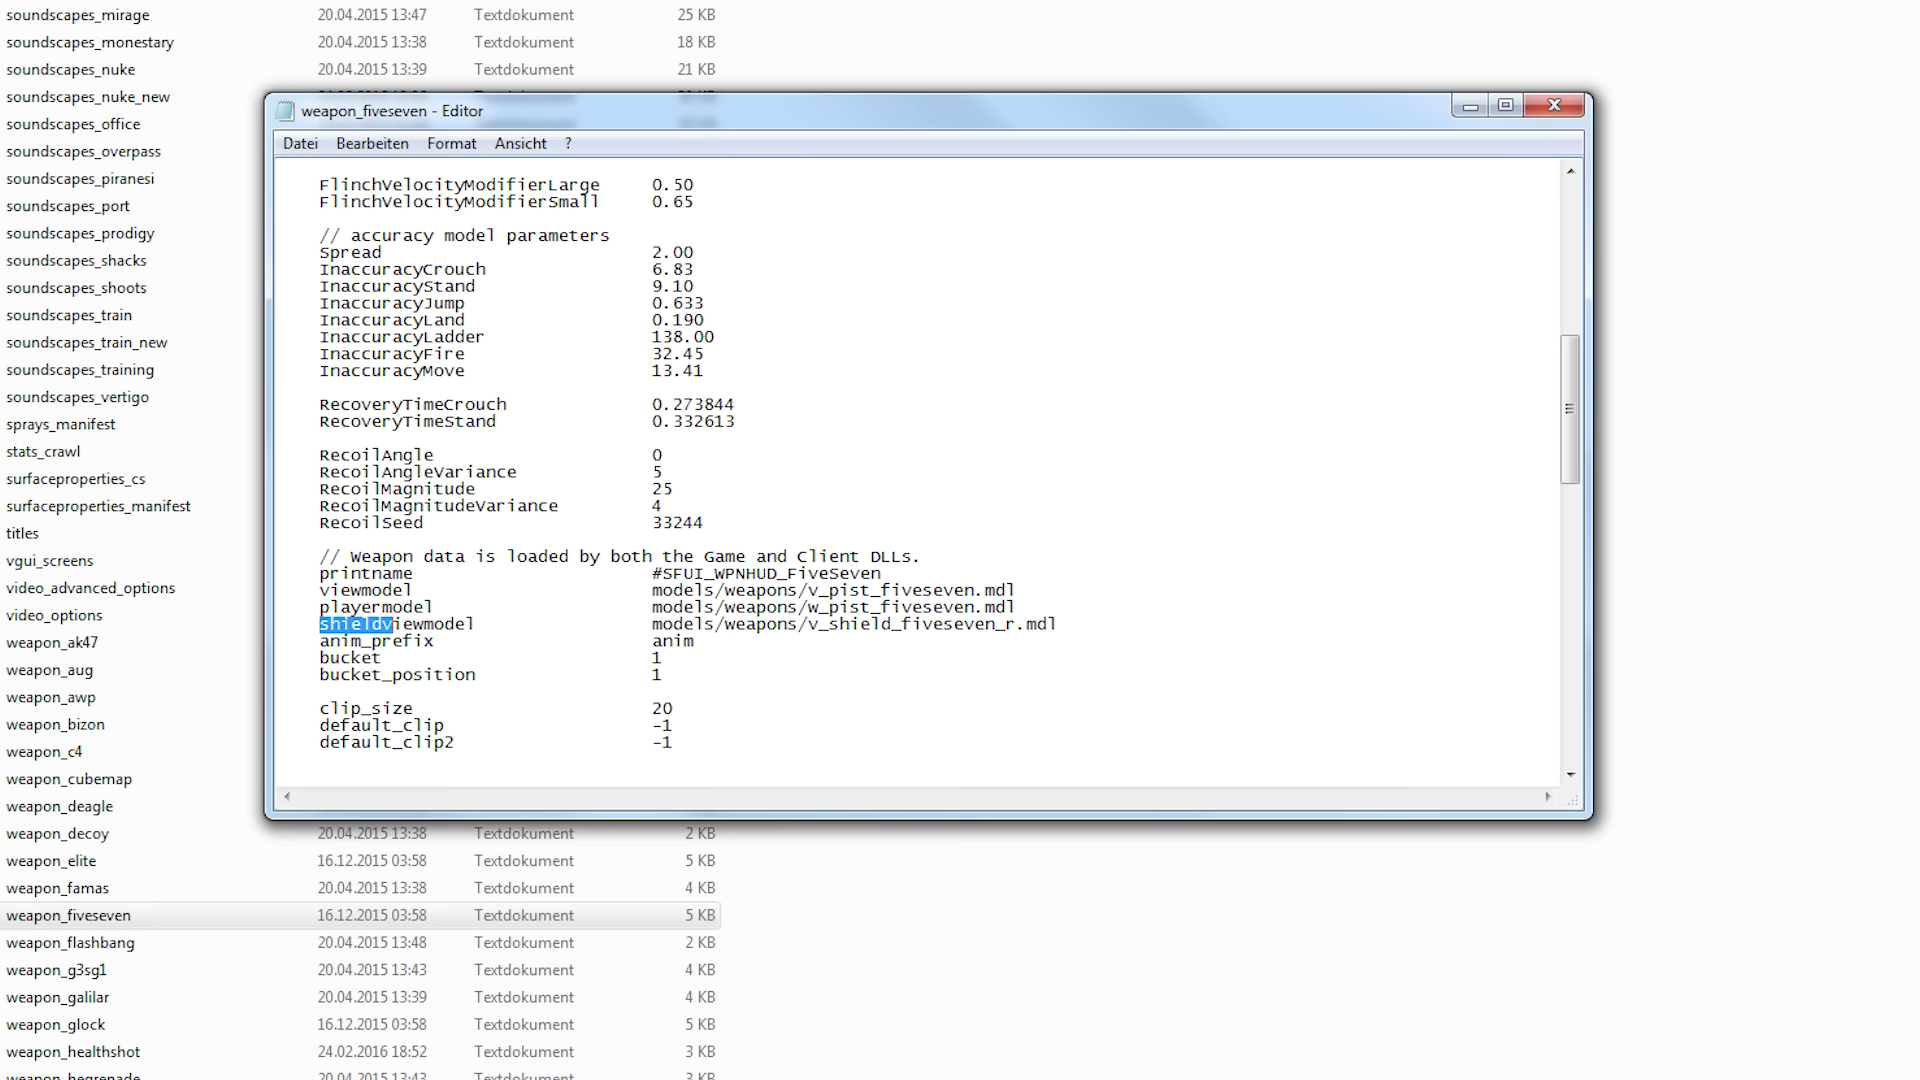 soundscapes_mirage 20.04.2015 13:47 Textdokument 25 KB
soundscapes_monestary 20.04.2015 13:38 Textdokument 18 KB
soundscapes_nuke 20.04.2015 13:39 Textdokument 21 KB
soundscapes_nuke_new
soundscapes_office
soundscapes_overpass
soundscapes_piranesi
soundscapes_port
soundscapes_prodigy
soundscapes_shacks
soundscapes_shoots
soundscapes_train
soundscapes_train_new
soundscapes_training
soundscapes_vertigo
sprays_manifest
stats_crawl
surfaceproperties_cs
surfaceproperties_manifest
titles
vgui_screens
video_advanced_options
video_options
weapon_ak47
weapon_aug
weapon_awp
weapon_bizon
weapon_c4
weapon_cubemap
weapon_deagle
weapon_decoy 20.04.2015 13:38 Textdokument 2 KB
weapon_elite 16.12.2015 03:58 Textdokument 5 KB
weapon_famas 20.04.2015 13:38 Textdokument 4 KB
weapon_fiveseven 16.12.2015 03:58 Textdokument 5 KB
weapon_flashbang 20.04.2015 13:48 Textdokument 2 KB
weapon_g3sg1 20.04.2015 13:43 Textdokument 4 KB
weapon_galilar 20.04.2015 13:39 Textdokument 4 KB
weapon_glock 16.12.2015 03:58 Textdokument 5 KB
weapon_healthshot 24.02.2016 18:52 Textdokument 3 KB
weapon_hegrenade 20.04.2015 13:43 Textdokument 3 KB
weapon_fiveseven - Editor
Datei Bearbeiten Format Ansicht ?
FlinchVelocityModifierLarge 0.50
FlinchVelocityModifierSmall 0.65
// accuracy model parameters
Spread 2.00
InaccuracyCrouch 6.83
InaccuracyStand 9.10
InaccuracyJump 0.633
InaccuracyLand 0.190
InaccuracyLadder 138.00
InaccuracyFire 32.45
InaccuracyMove 13.41
RecoveryTimeCrouch 0.273844
RecoveryTimeStand 0.332613
RecoilAngle 0
RecoilAngleVariance 5
RecoilMagnitude 25
RecoilMagnitudeVariance 4
RecoilSeed 33244
// Weapon data is loaded by both the Game and Client DLLs.
printname #SFUI_WPNHUD_FiveSeven
viewmodel models/weapons/v_pist_fiveseven.mdl
playermodel models/weapons/w_pist_fiveseven.mdl
shieldviewmodel models/weapons/v_shield_fiveseven_r.mdl
anim_prefix anim
bucket 1
bucket_position 1
clip_size 20
default_clip -1
default_clip2 -1